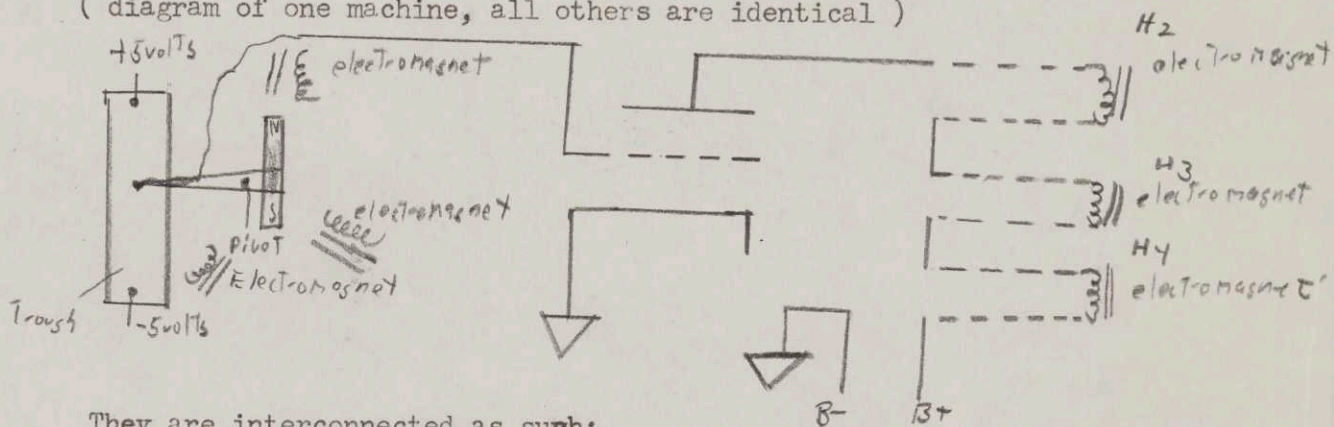 ( diagram of one machine, all others are identical )
+5volTs
electromagnet
H2
electromagnet
N
S
H3
electromagnet
electromagnet
Pivot
Electromagnet
H4
electromagnet
Trough
-5volTs
B-
B+
They are interconnected as such: